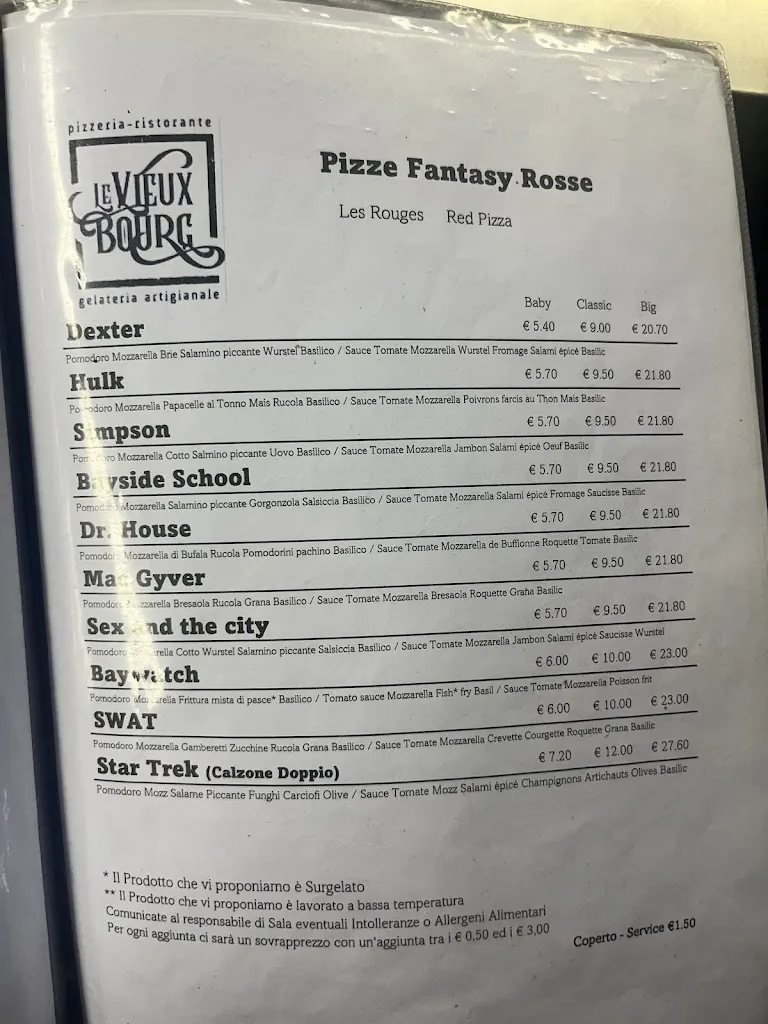 pizzeria-ristorante
LE VIEUX
BOURG
gelateria artigianale
Pizze Fantasy Rosse
Les Rouges Red Pizza
Baby Classic Big
Dexter € 5.40 € 9.00 € 20.70
Pomodoro Mozzarella Brie Salamino piccante Wurstel Basilico / Sauce Tomate Mozzarella Wurstel Fromage Salami épicé Basilic
Hulk € 5.70 € 9.50 € 21.80
Pomodoro Mozzarella Papacelle al Tonno Mais Rucola Basilico / Sauce Tomate Mozzarella Poivrons farcis au Thon Mais Basilic
Simpson € 5.70 € 9.50 € 21.80
Mozzarella Cotto Salmino piccante Uovo Basilico / Sauce Tomate Mozzarella Jambon Salami épicé Oeuf Basilic
Bayside School € 5.70 € 9.50 € 21.80
Mozzarella Salamino piccante Gorgonzola Salsiccia Basilico / Sauce Tomate Mozzarella Salami épicé Fromage Saucisse Basilic
Dr. House € 5.70 € 9.50 € 21.80
Pomodoro Mozzarella di Bufala Rucola Pomodorini pachino Basilico / Sauce Tomate Mozzarella de Bufflonne Roquette Tomate Basilic
Mac Gyver € 5.70 € 9.50 € 21.80
Pomodoro Mozzarella Bresaola Rucola Grana Basilico / Sauce Tomate Mozzarella Bresaola Roquette Grana Basilic
Sex and the city € 5.70 € 9.50 € 21.80
Pomodoro Mozzarella Cotto Wurstel Salamino piccante Salsiccia Basilico / Sauce Tomate Mozzarella Jambon Salami épicé Saucisse Wurstel
Baywatch € 6.00 € 10.00 € 23.00
Pomodoro Mozzarella Frittura mista di pasce* Basilico / Tomato sauce Mozzarella Fish* fry Basil / Sauce Tomate Mozzarella Poisson frit
SWAT € 6.00 € 10.00 € 23.00
Pomodoro Mozzarella Gamberetti Zucchine Rucola Grana Basilico / Sauce Tomate Mozzarella Crevette Courgette Roquette Grana Basilic
Star Trek (Calzone Doppio) € 7.20 € 12.00 € 27,60
Pomodoro Mozz Salame Piccante Funghi Carciofi Olive / Sauce Tomate Mozz Salami épicé Champignons Artichauts Olives Basilic
* Il Prodotto che vi proponiamo è Surgelato
** Il Prodotto che vi proponiamo è lavorato a bassa temperatura
Comunicate al responsabile di Sala eventuali Intolleranze o Allergeni Alimentari
Per ogni aggiunta ci sarà un sovrapprezzo con un'aggiunta tra i € 0,50 ed i € 3,00
Coperto - Service €1.50